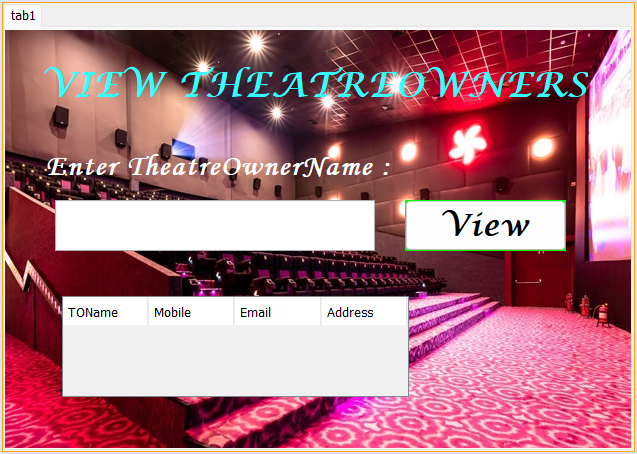 tab1
VIEW THEATREOWNERS
Enter TheatreOwnerName :
View
TOName Mobile Email Address